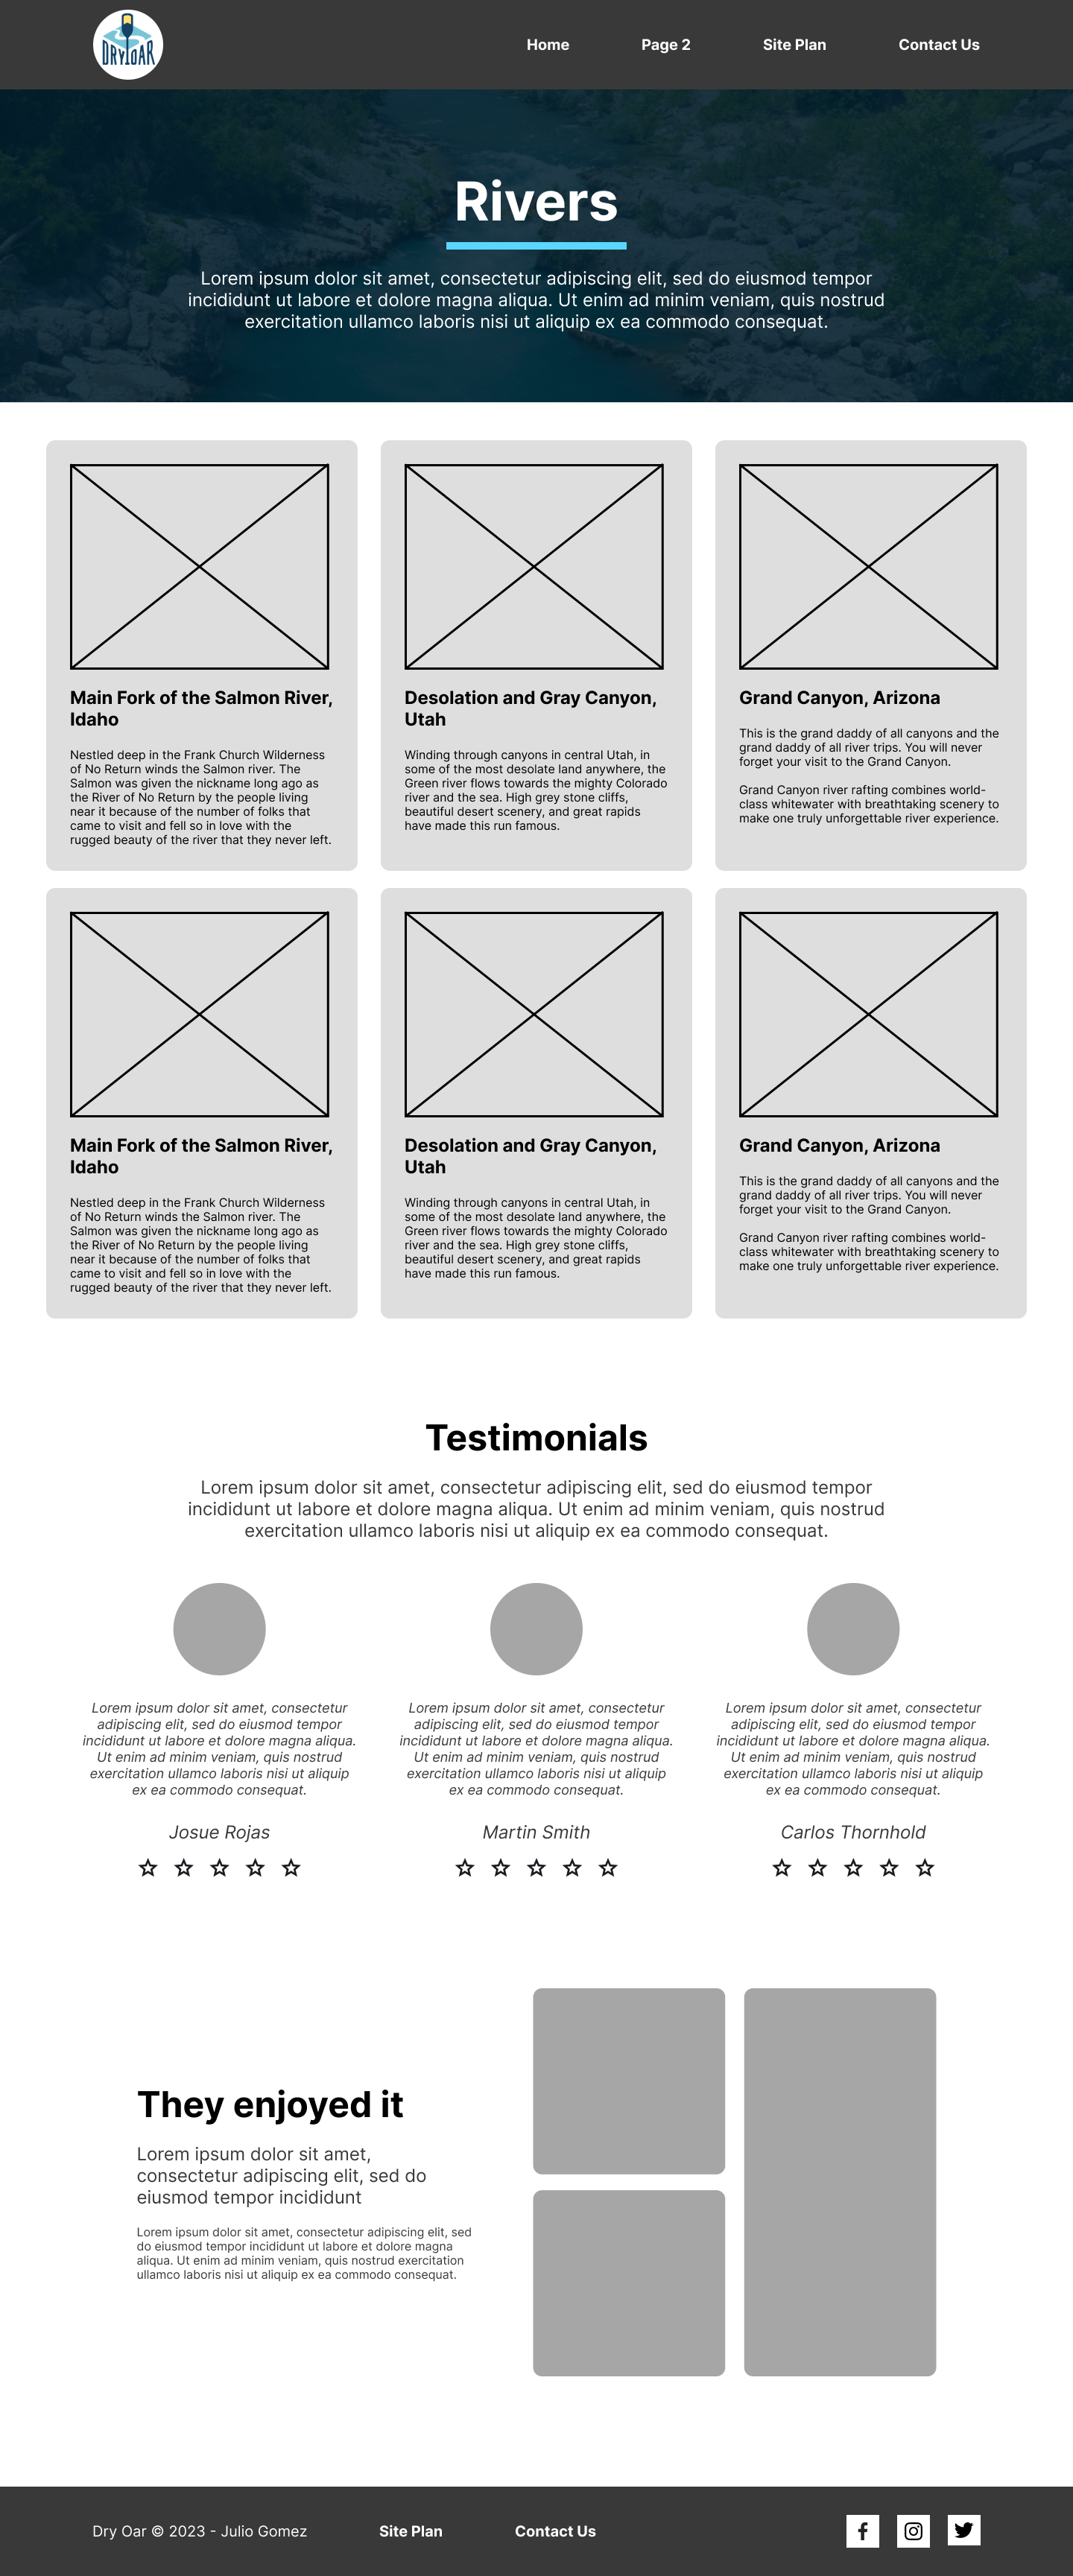 DRY OAR
Home
Page 2
Site Plan
Contact Us
Rivers
Lorem ipsum dolor sit amet, consectetur adipiscing elit, sed do eiusmod tempor
incididunt ut labore et dolore magna aliqua. Ut enim ad minim veniam, quis nostrud
exercitation ullamco laboris nisi ut aliquip ex ea commodo consequat.
Main Fork of the Salmon River,
Idaho
Nestled deep in the Frank Church Wilderness
of No Return winds the Salmon river. The
Salmon was given the nickname long ago as
the River of No Return by the people living
near it because of the number of folks that
came to visit and fell so in love with the
rugged beauty of the river that they never left.
Desolation and Gray Canyon,
Utah
Winding through canyons in central Utah, in
some of the most desolate land anywhere, the
Green river flows towards the mighty Colorado
river and the sea. High grey stone cliffs,
beautiful desert scenery, and great rapids
have made this run famous.
Grand Canyon, Arizona
This is the grand daddy of all canyons and the
grand daddy of all river trips. You will never
forget your visit to the Grand Canyon.
Grand Canyon river rafting combines world-
class whitewater with breathtaking scenery to
make one truly unforgettable river experience.
Main Fork of the Salmon River,
Idaho
Nestled deep in the Frank Church Wilderness
of No Return winds the Salmon river. The
Salmon was given the nickname long ago as
the River of No Return by the people living
near it because of the number of folks that
came to visit and fell so in love with the
rugged beauty of the river that they never left.
Desolation and Gray Canyon,
Utah
Winding through canyons in central Utah, in
some of the most desolate land anywhere, the
Green river flows towards the mighty Colorado
river and the sea. High grey stone cliffs,
beautiful desert scenery, and great rapids
have made this run famous.
Grand Canyon, Arizona
This is the grand daddy of all canyons and the
grand daddy of all river trips. You will never
forget your visit to the Grand Canyon.
Grand Canyon river rafting combines world-
class whitewater with breathtaking scenery to
make one truly unforgettable river experience.
Testimonials
Lorem ipsum dolor sit amet, consectetur adipiscing elit, sed do eiusmod tempor
incididunt ut labore et dolore magna aliqua. Ut enim ad minim veniam, quis nostrud
exercitation ullamco laboris nisi ut aliquip ex ea commodo consequat.
Lorem ipsum dolor sit amet, consectetur
adipiscing elit, sed do eiusmod tempor
incididunt ut labore et dolore magna aliqua.
Ut enim ad minim veniam, quis nostrud
exercitation ullamco laboris nisi ut aliquip
ex ea commodo consequat.
Josue Rojas
Lorem ipsum dolor sit amet, consectetur
adipiscing elit, sed do eiusmod tempor
incididunt ut labore et dolore magna aliqua.
Ut enim ad minim veniam, quis nostrud
exercitation ullamco laboris nisi ut aliquip
ex ea commodo consequat.
Martin Smith
Lorem ipsum dolor sit amet, consectetur
adipiscing elit, sed do eiusmod tempor
incididunt ut labore et dolore magna aliqua.
Ut enim ad minim veniam, quis nostrud
exercitation ullamco laboris nisi ut aliquip
ex ea commodo consequat.
Carlos Thornhold
They enjoyed it
Lorem ipsum dolor sit amet,
consectetur adipiscing elit, sed do
eiusmod tempor incididunt
Lorem ipsum dolor sit amet, consectetur adipiscing elit, sed
do eiusmod tempor incididunt ut labore et dolore magna
aliqua. Ut enim ad minim veniam, quis nostrud exercitation
ullamco laboris nisi ut aliquip ex ea commodo consequat.
Dry Oar © 2023 - Julio Gomez
Site Plan
Contact Us